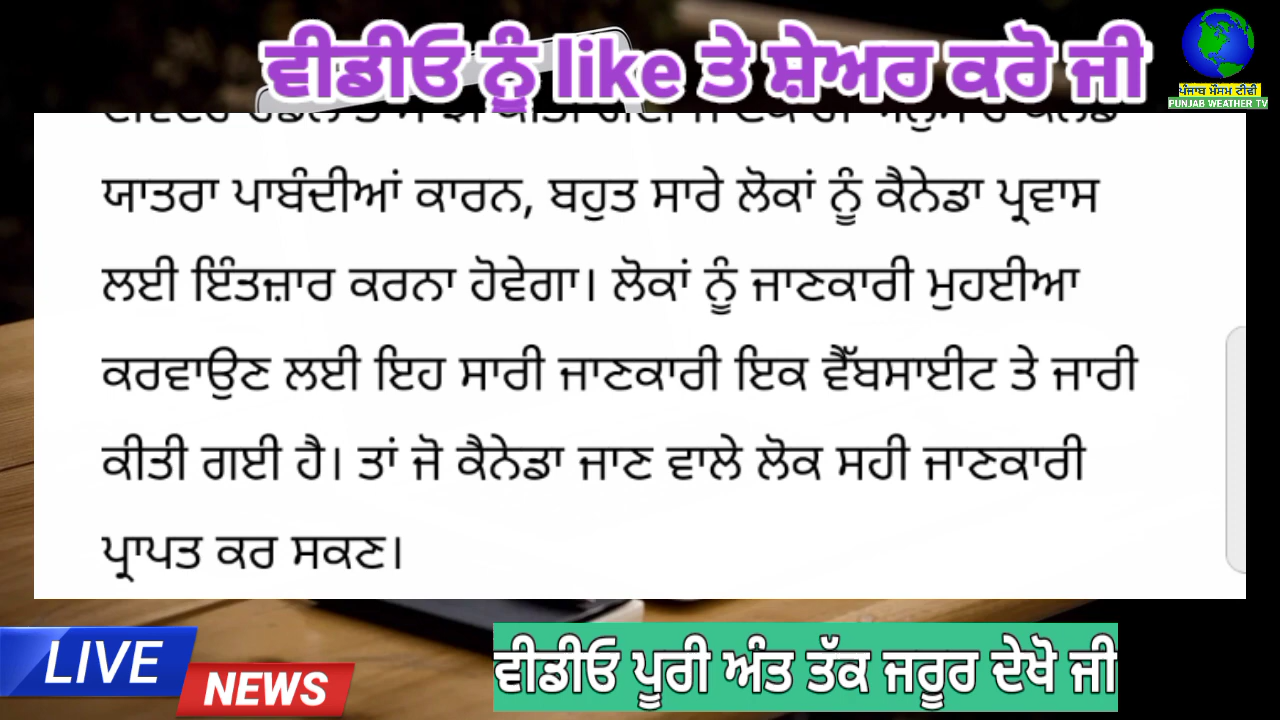 ਵੀਡੀਓ ਨੂੰ like ਤੇ ਸ਼ੇਅਰ ਕਰੋ ਜੀ
ਪੰਜਾਬ ਮੌਸਮ ਟੀਵੀ
PUNJAB WEATHER TV
ਯਾਤਰਾ ਪਾਬੰਦੀਆਂ ਕਾਰਨ, ਬਹੁਤ ਸਾਰੇ ਲੋਕਾਂ ਨੂੰ ਕੈਨੇਡਾ ਪ੍ਰਵਾਸ
ਲਈ ਇੰਤਜ਼ਾਰ ਕਰਨਾ ਹੋਵੇਗਾ। ਲੋਕਾਂ ਨੂੰ ਜਾਣਕਾਰੀ ਮੁਹਈਆ
ਕਰਵਾਉਣ ਲਈ ਇਹ ਸਾਰੀ ਜਾਣਕਾਰੀ ਇਕ ਵੈੱਬਸਾਈਟ ਤੇ ਜਾਰੀ
ਕੀਤੀ ਗਈ ਹੈ। ਤਾਂ ਜੋ ਕੈਨੇਡਾ ਜਾਣ ਵਾਲੇ ਲੋਕ ਸਹੀ ਜਾਣਕਾਰੀ
ਪ੍ਰਾਪਤ ਕਰ ਸਕਣ।
LIVE
NEWS
ਵੀਡੀਓ ਪੂਰੀ ਅੰਤ ਤੱਕ ਜਰੂਰ ਦੇਖੋ ਜੀ